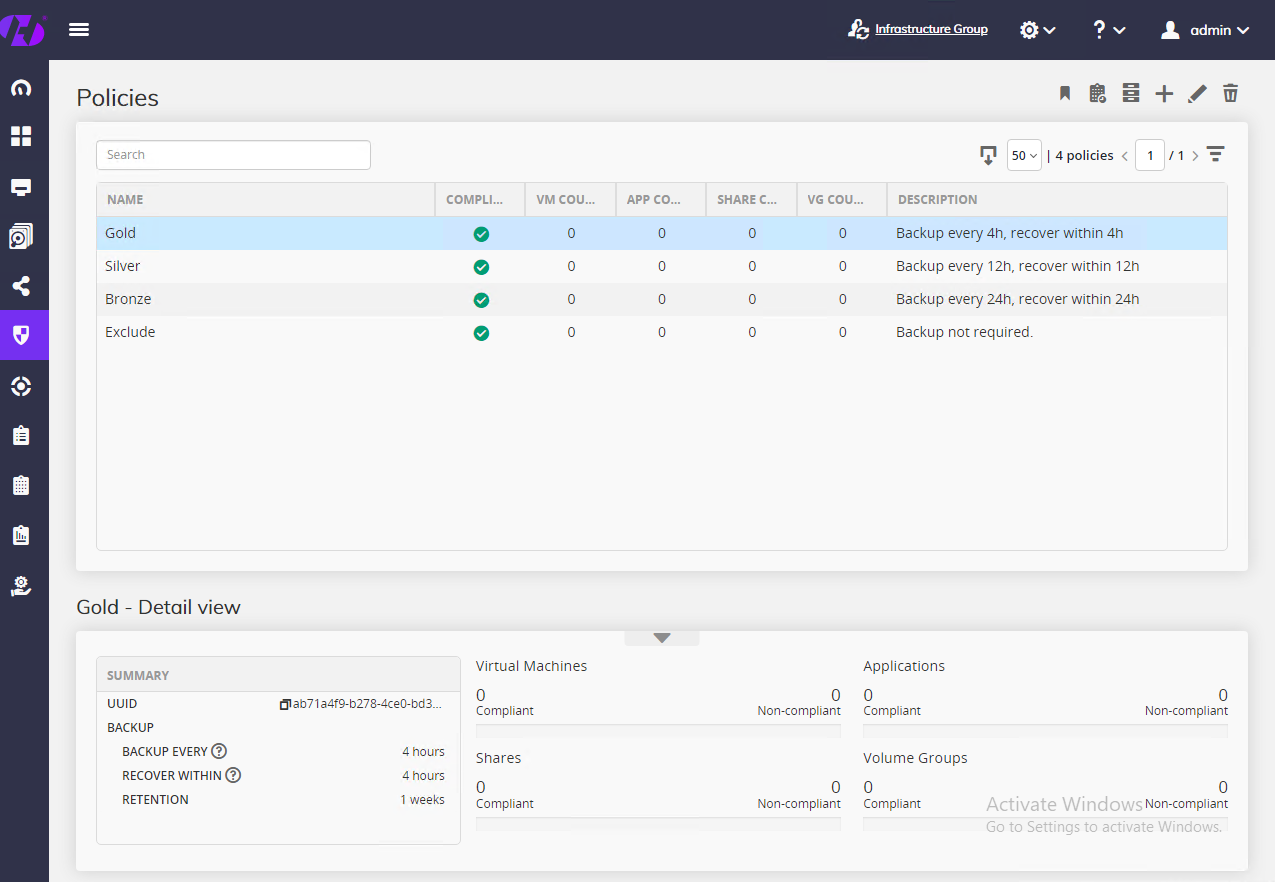 Infrastructure Group
? admin
Policies
Search
50 | 4 policies < 1 / 1 >
NAME COMPLI... VM COU... APP CO... SHARE C... VG COU... DESCRIPTION
Gold 0 0 0 0 Backup every 4h, recover within 4h
Silver 0 0 0 0 Backup every 12h, recover within 12h
Bronze 0 0 0 0 Backup every 24h, recover within 24h
Exclude 0 0 0 0 Backup not required.
Gold - Detail view
SUMMARY
UUID ab71a4f9-b278-4ce0-bd3...
BACKUP
BACKUP EVERY ? 4 hours
RECOVER WITHIN ? 4 hours
RETENTION 1 weeks
Virtual Machines
0 0
Compliant Non-compliant
Applications
0 0
Compliant Non-compliant
Shares
0 0
Compliant Non-compliant
Volume Groups
0 0
Compliant Non-compliant
Activate Windows
Go to Settings to activate Windows.